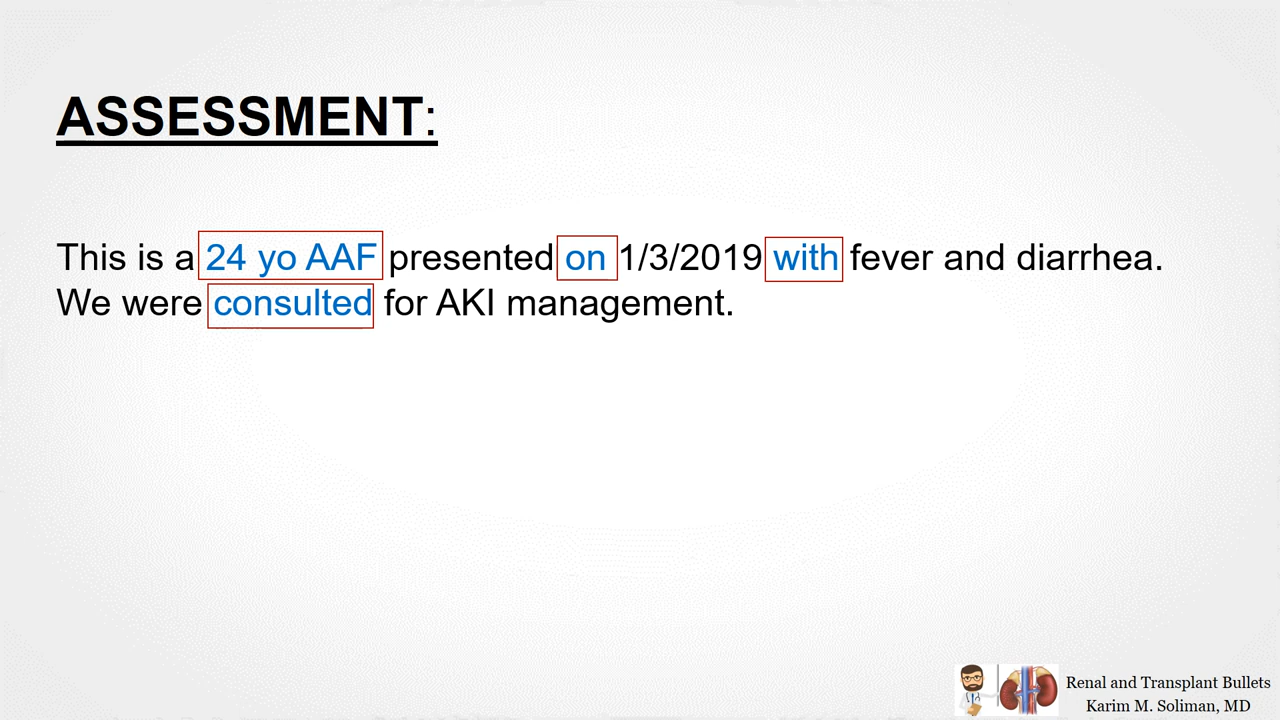 ASSESSMENT:
This is a 24 yo AAF presented on 1/3/2019 with fever and diarrhea.
We were consulted for AKI management.
Renal and Transplant Bullets
Karim M. Soliman, MD